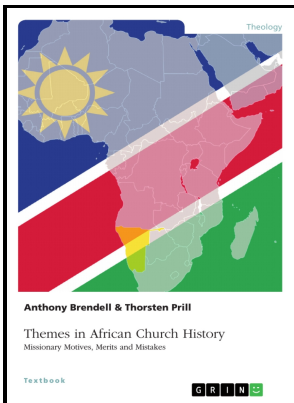 Theology
Anthony Brendell & Thorsten Prill
Themes in African Church History
Missionary Motives, Merits and Mistakes
Textbook
GRIN